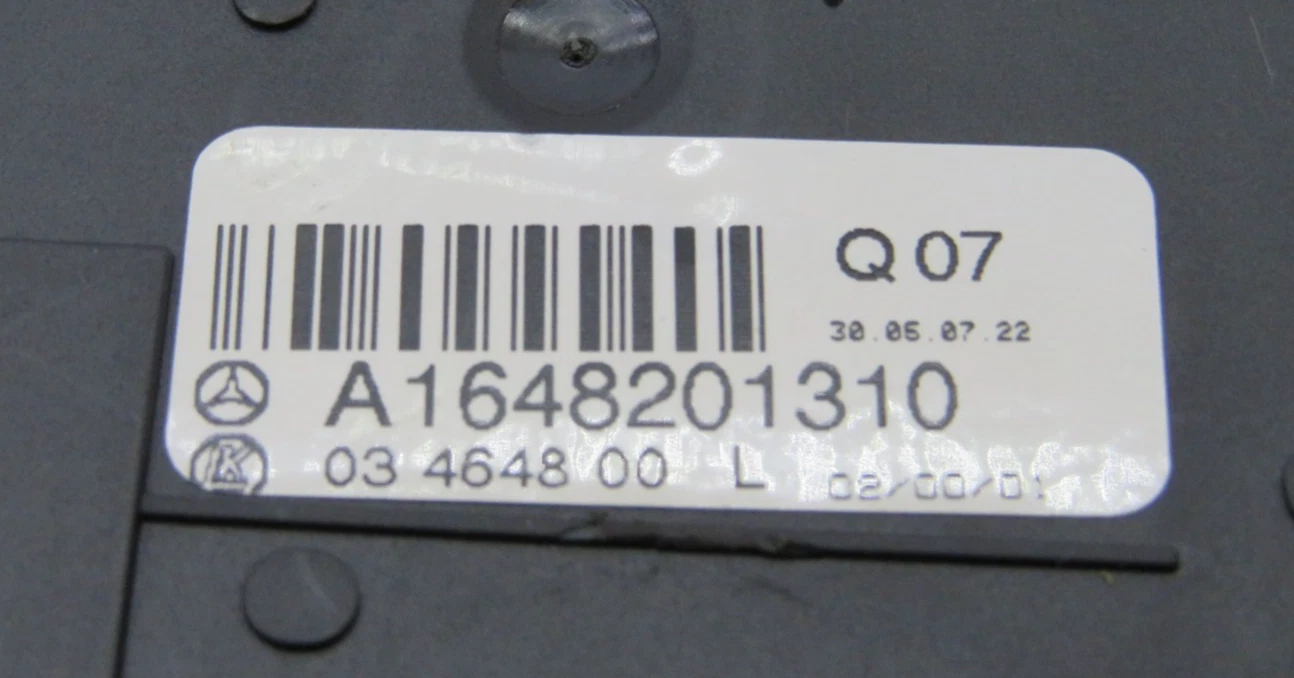 Q 07
30.05.07.22
A1648201310
K 03 4648 00 L 02/00/01